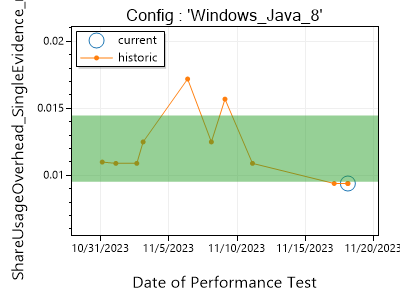 Config : 'Windows_Java_8'
ShareUsageOverhead_SingleEvidence_
0.02
0.015
0.01
current
historic
10/31/2023
11/5/2023
11/10/2023
11/15/2023
11/20/2023
Date of Performance Test